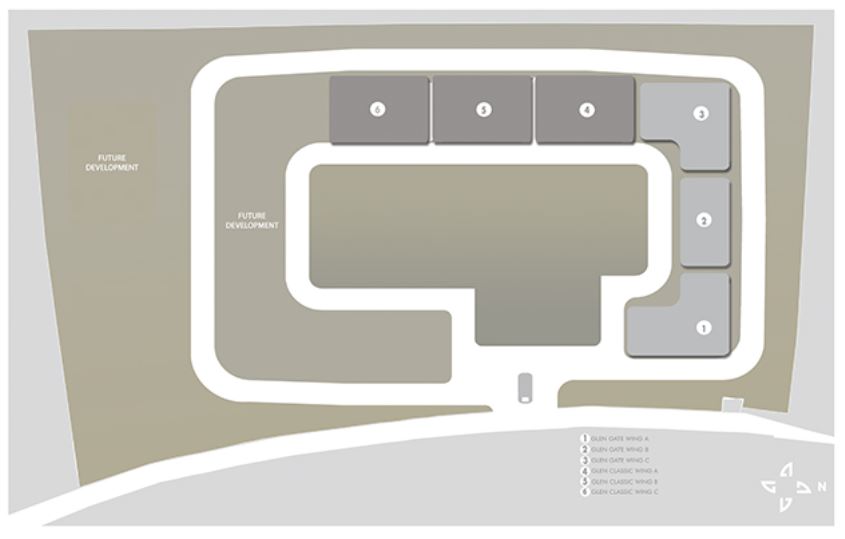 6
5
4
3
FUTURE
DEVELOPMENT
2
FUTURE
DEVELOPMENT
1
1 GLEN GATE WING A
2 GLEN GATE WING B
3 GLEN GATE WING C
4 GLEN CLASSIC WING A
5 GLEN CLASSIC WING B
6 GLEN CLASSIC WING C
N